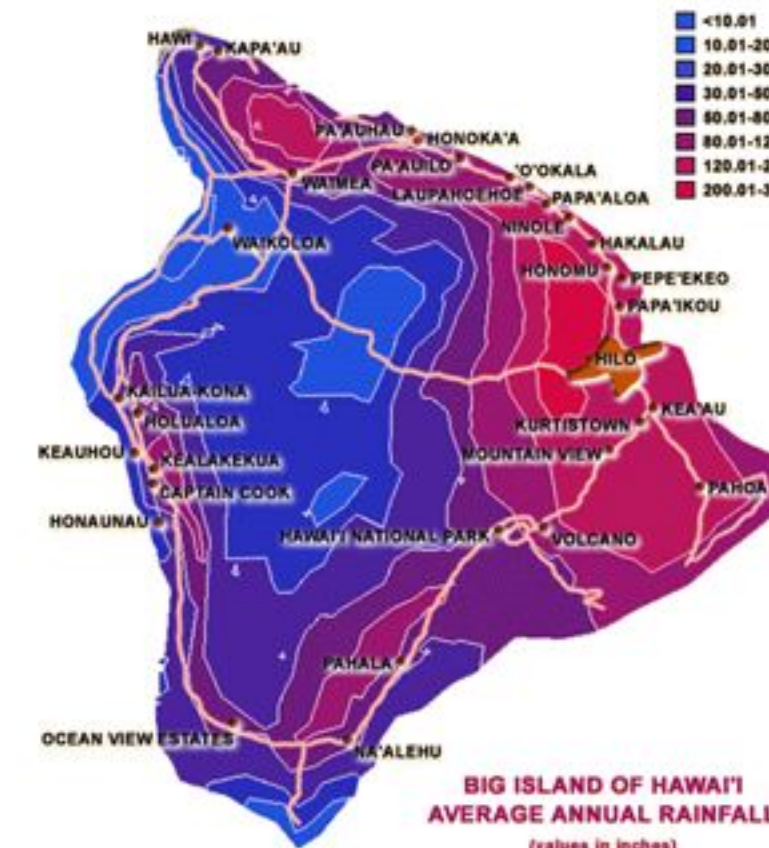 <10.01
10.01-20
20.01-30
30.01-50
50.01-80
80.01-12
120.01-2
200.01-3
HAWI
KAPA'AU
PA'AUHAU
HONOKA'A
PA'AUILO
'O'OKALA
WAIMEA
LAUPAHOEHOE
PAPA'ALOA
NINOLE
WAIKOLOA
HAKALAU
HONOMU
PEPE'EKEO
PAPA'IKOU
HILO
KAILUA-KONA
HOLUALOA
KEA'AU
KURTISTOWN
KEAUHOU
KEALAKEKUA
MOUNTAIN VIEW
CAPTAIN COOK
PAHOA
HONAUNAU
HAWAI'I NATIONAL PARK
VOLCANO
PAHALA
OCEAN VIEW ESTATES
NA'ALEHU
BIG ISLAND OF HAWAI'I
AVERAGE ANNUAL RAINFALL
(values in inches)